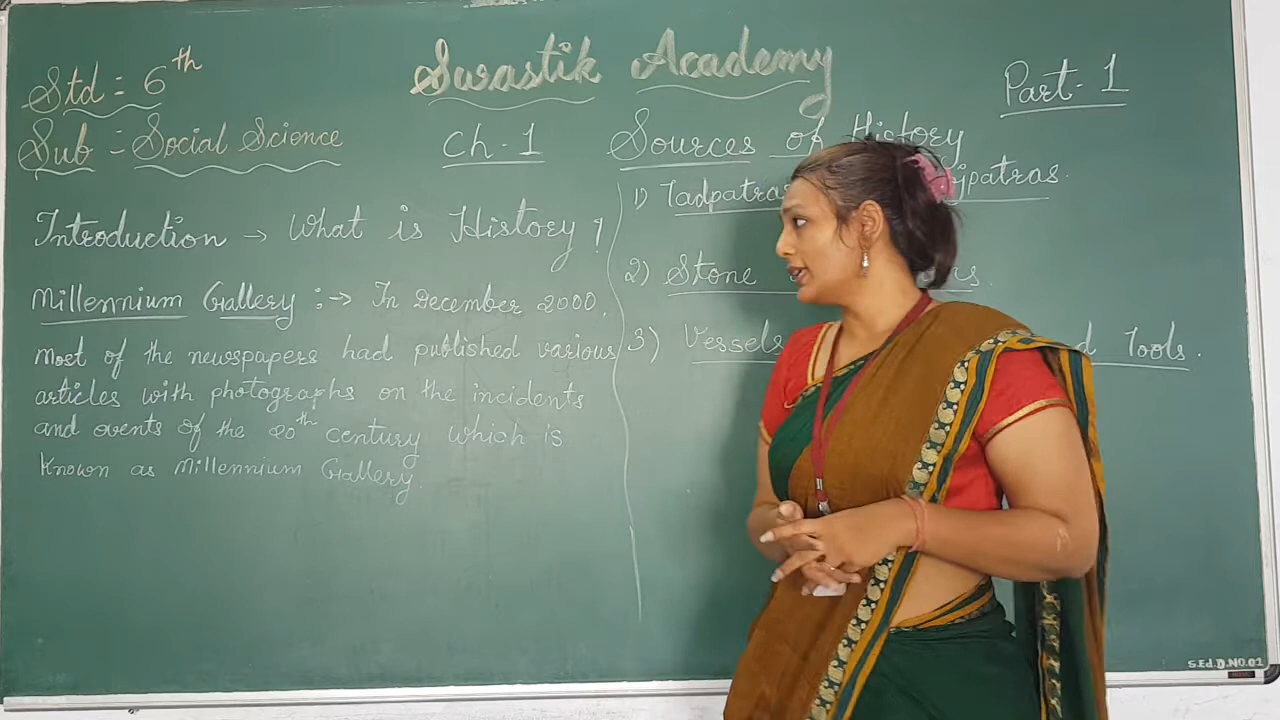 Std = 6th
Swastik Academy
Part - 1
Sub = Social Science
Ch - 1
Sources of History
Introduction → What is History ?
Millennium Gallery :→ In December 2000,
most of the newspapers had published various
articles with photographs on the incidents
and events of the 20th century which is
known as Millennium Gallery.
1) Tadpatras
2) Stone
3) Vessels Tools.
S.Ed.D.NO.02